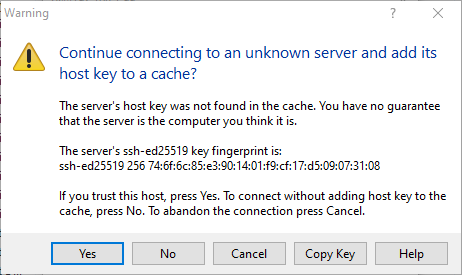 Warning
?
Continue connecting to an unknown server and add its
host key to a cache?
The server's host key was not found in the cache. You have no guarantee
that the server is the computer you think it is.
The server's ssh-ed25519 key fingerprint is:
ssh-ed25519 256 74:6f:6c:85:e3:90:14:01:f9:cf:17:d5:09:07:31:08
If you trust this host, press Yes. To connect without adding host key to the
cache, press No. To abandon the connection press Cancel.
Yes No Cancel Copy Key Help